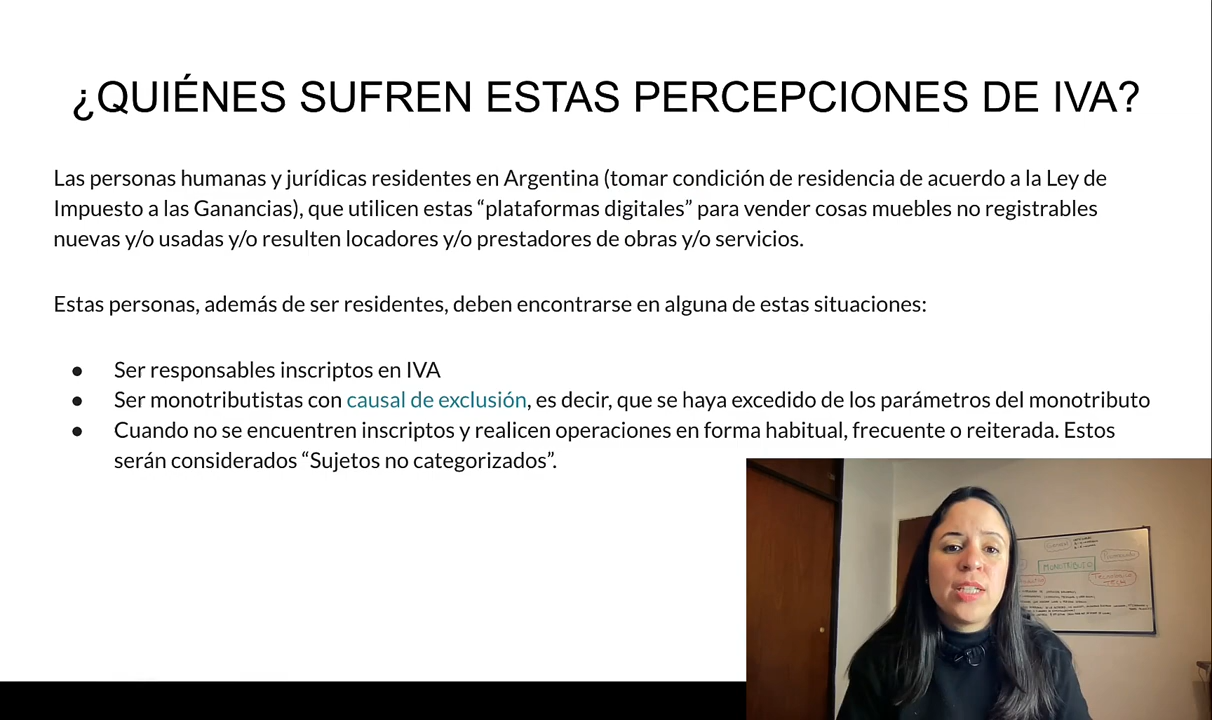 ¿QUIÉNES SUFREN ESTAS PERCEPCIONES DE IVA?
Las personas humanas y jurídicas residentes en Argentina (tomar condición de residencia de acuerdo a la Ley de
Impuesto a las Ganancias), que utilicen estas “plataformas digitales” para vender cosas muebles no registrables
nuevas y/o usadas y/o resulten locadores y/o prestadores de obras y/o servicios.
Estas personas, además de ser residentes, deben encontrarse en alguna de estas situaciones:
● Ser responsables inscriptos en IVA
● Ser monotributistas con causal de exclusión, es decir, que se haya excedido de los parámetros del monotributo
● Cuando no se encuentren inscriptos y realicen operaciones en forma habitual, frecuente o reiterada. Estos
serán considerados “Sujetos no categorizados”.
MONOTRIBUTO